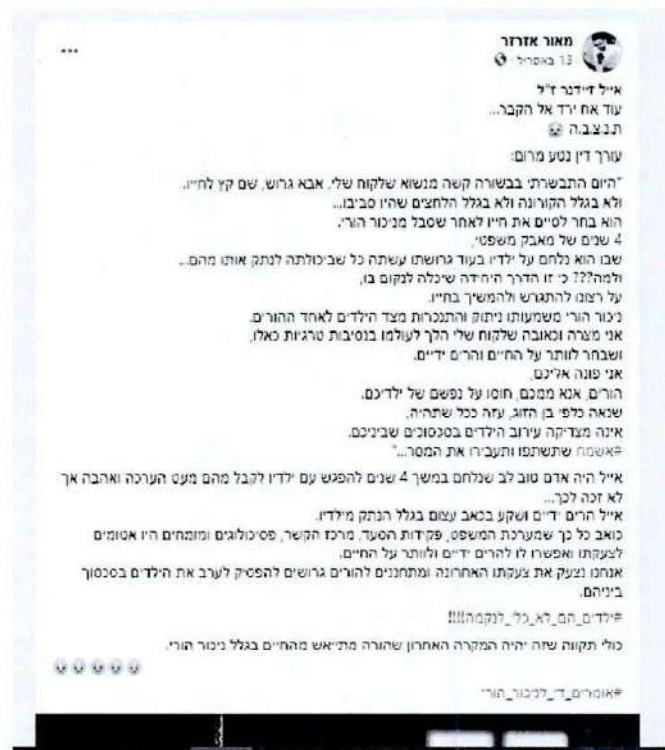 מאור אזרזר
13 באפריל
אייל זיידנר ז"ל
עוד אח ירד אל הקבר...
ת.נ.צ.ב.ה
עורך דין נטע מרום:
"היום התבשרתי בבשורה קשה מנשוא שלקוח שלי, אבא גרוש, שם קץ לחייו.
ולא בגלל הקורונה ולא בגלל הלחצים שהיו סביבו...
הוא בחר לסיים את חייו לאחר שסבל מניכור הורי.
4 שנים של מאבק משפטי,
שבו הוא נלחם על ילדיו בעוד גרושתו עשתה כל שביכולתה לנתק אותו מהם...
ולמה??? כי זו הדרך היחידה שיכלה לנקום בו,
על רצונו להתגרש ולהמשיך בחייו.
ניכור הורי משמעותו ניתוק והתנכרות מצד הילדים לאחד ההורים.
אני מצרה וכאובה שלקוח שלי הלך לעולמו בנסיבות טרגיות כאלו,
ושבחר לוותר על החיים והרים ידיים.
אני פונה אליכם,
הורים, אנא ממכם, חוסו על נפשם של ילדיכם.
שנאה כלפי בן הזוג, עזה ככל שתהיה,
אינה מצדיקה עירוב הילדים בסכסוכים שביניכם.
#אשמח שתשתפו ותעבירו את המסר..."
אייל היה אדם טוב לב שנלחם במשך 4 שנים להפגש עם ילדיו לקבל מהם מעט הערכה ואהבה אך
לא זכה לכך...
אייל הרים ידיים ושקע בכאב עצום בגלל הנתק מילדיו.
כואב כל כך שמערכת המשפט, פקידות הסעד, מרכז הקשר, פסיכולוגים ומומחים היו אטומים
לצעקתו ואפשרו לו להרים ידיים ולוותר על החיים.
אנחנו נצעק את צעקתו האחרונה ומתחננים להורים גרושים להפסיק לערב את הילדים בסכסוך
ביניהם.
#ילדים_הם_לא_כלי_לנקמה!!!!
כולי תקווה שזה יהיה המקרה האחרון שהורה מתייאש מהחיים בגלל ניכור הורי.
#אומרים_די_לניכור_הורי